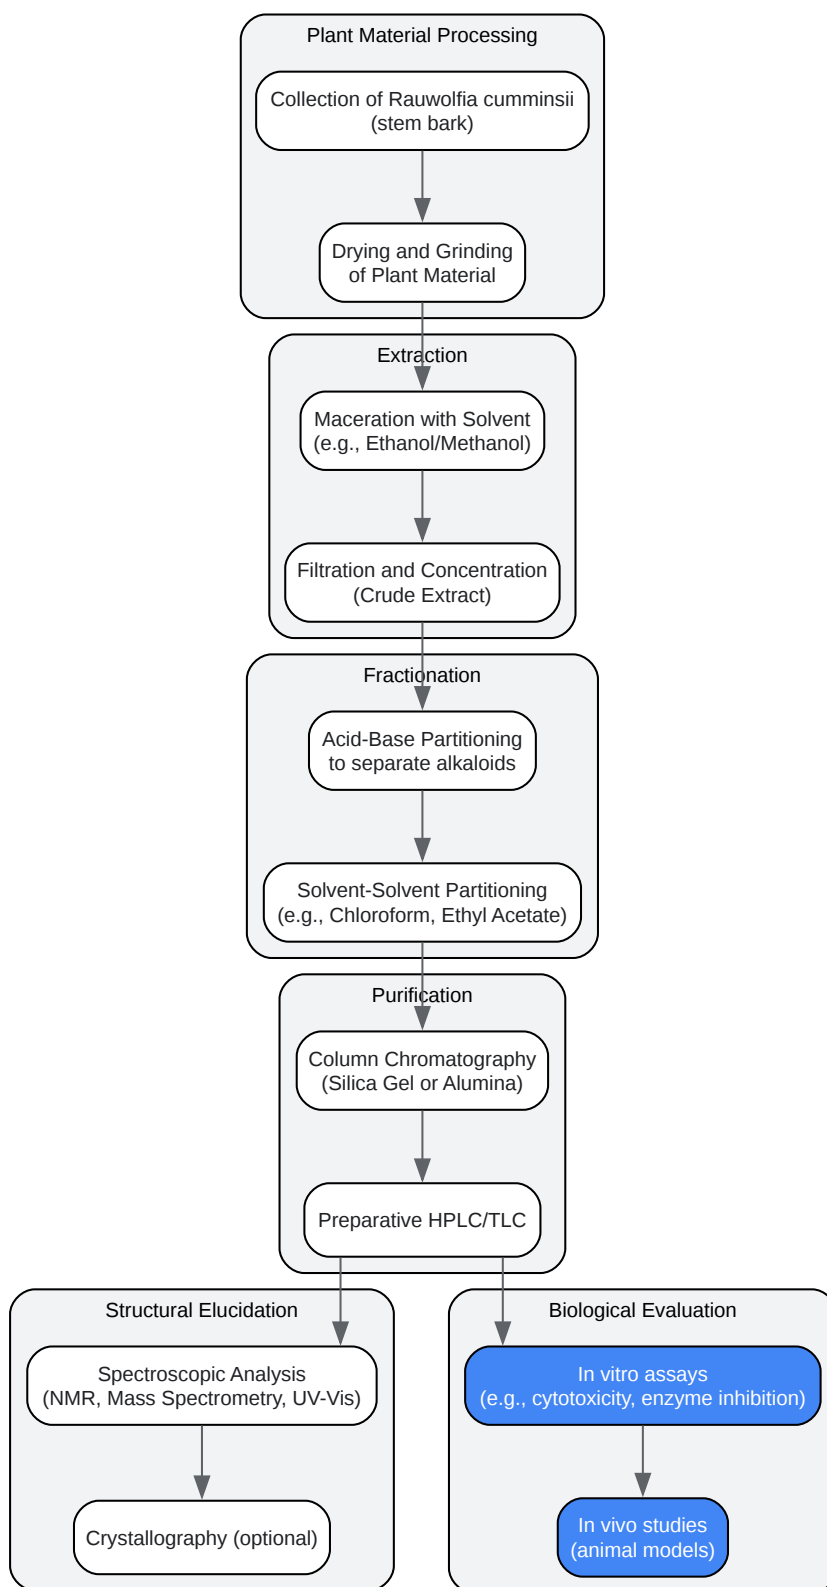 Plant Material Processing
Collection of Rauwolfia cumminsii
(stem bark)
Drying and Grinding
of Plant Material
Extraction
Maceration with Solvent
(e.g., Ethanol/Methanol)
Filtration and Concentration
(Crude Extract)
Fractionation
Acid-Base Partitioning
to separate alkaloids
Solvent-Solvent Partitioning
(e.g., Chloroform, Ethyl Acetate)
Purification
Column Chromatography
(Silica Gel or Alumina)
Preparative HPLC/TLC
Structural Elucidation
Spectroscopic Analysis
(NMR, Mass Spectrometry, UV-Vis)
Crystallography (optional)
Biological Evaluation
In vitro assays
(e.g., cytotoxicity, enzyme inhibition)
In vivo studies
(animal models)